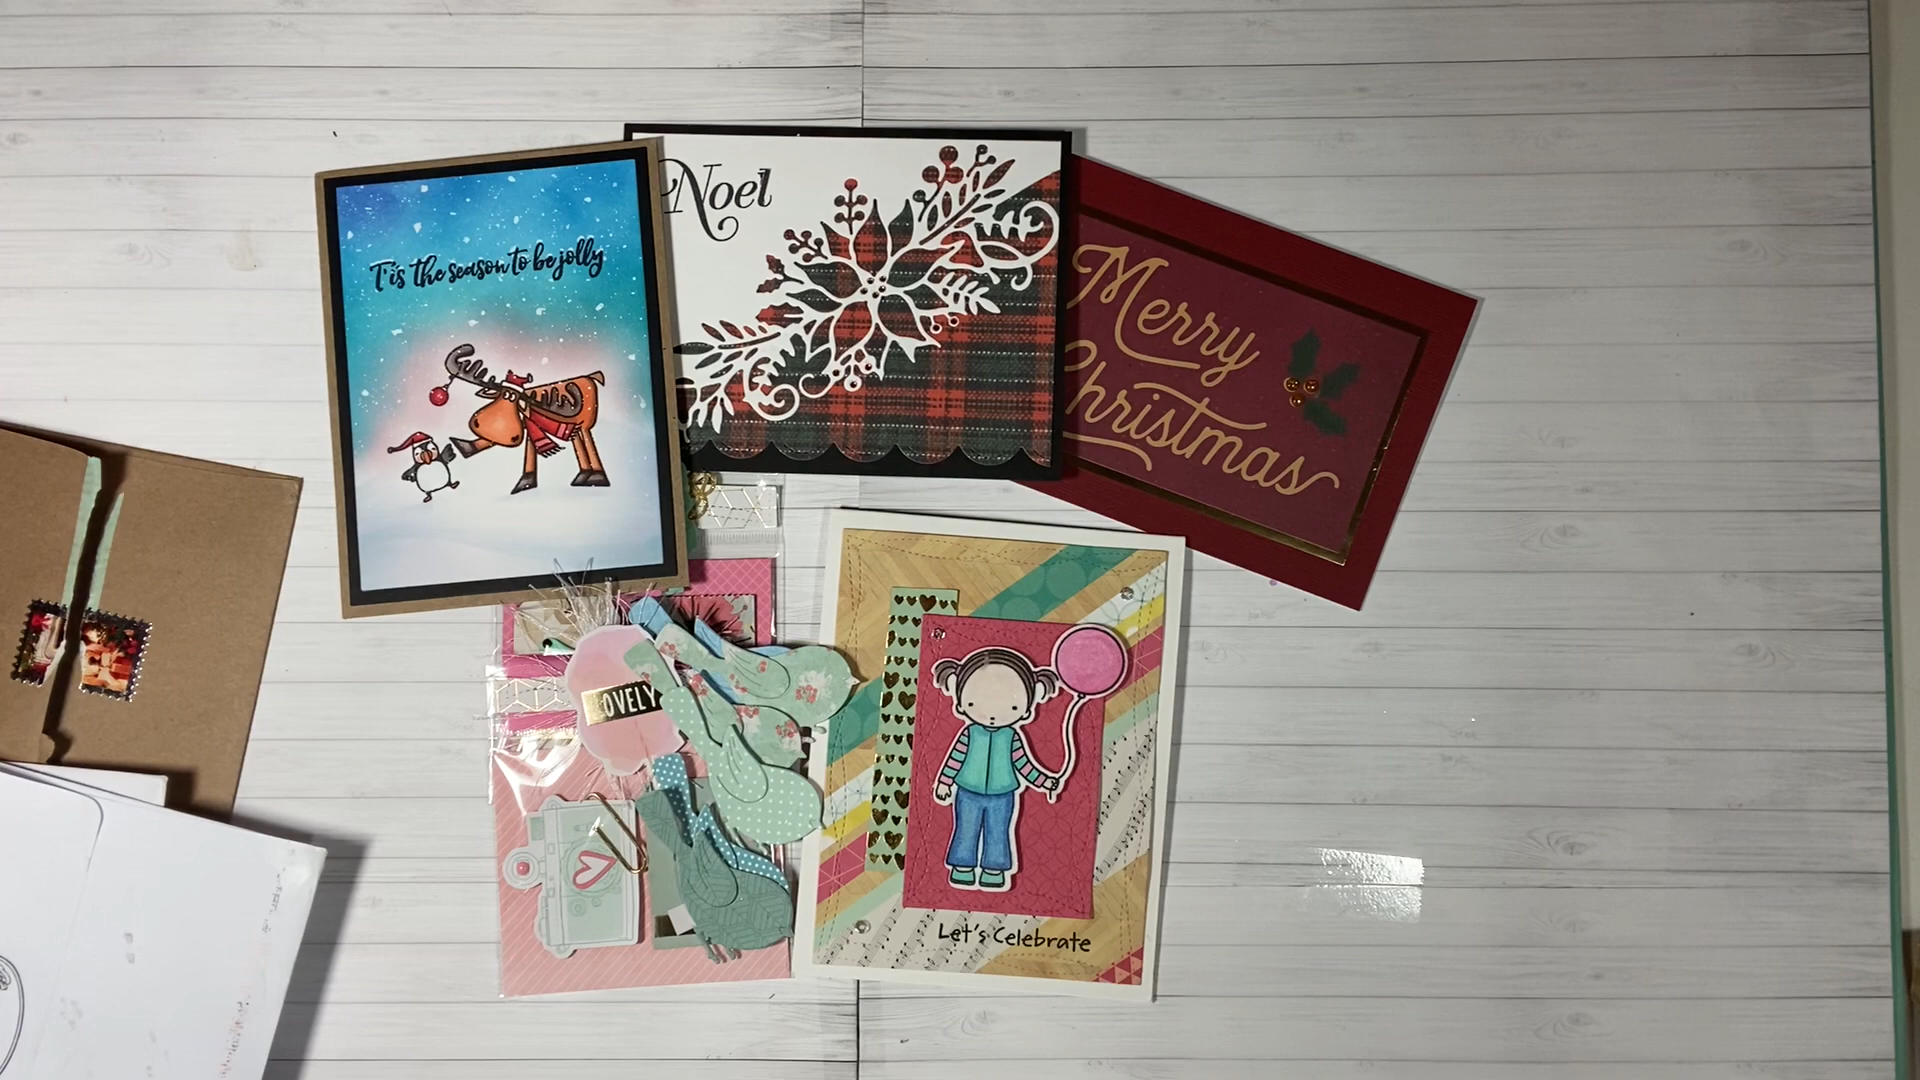 T'is the season to be jolly
Noel
Merry
Christmas
LOVELY
Let's Celebrate